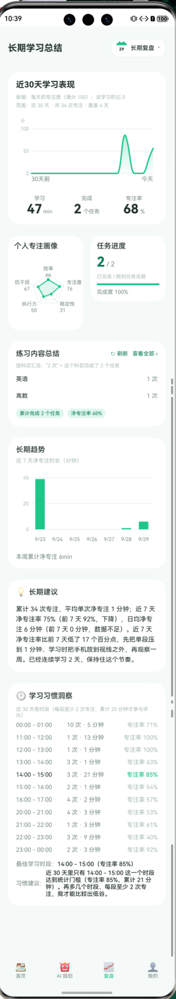 10:39
100
长期学习总结
29 长期复盘
近30天学习表现
纵轴：每天的专注度（满分 100）；没学习的记 0
范围：近 30 天 · 共 34 次专注 · 覆盖 4 天
分
100
50
0
30天前 今天
学习 完成 专注率
47 min 2 个任务 68 %
个人专注画像
效率
66
抗干扰
67
专注度
76
执行力
50
稳定性
31
任务进度
2 / 2
已完成 / 规划任务总数
完成度 100%
练习内容总结 ↻ 刷新 查看全部 ›
按科目汇总："2 次" = 这个科目完成了 2 个任务
英语 1 次
高数 1 次
累计完成 2 个任务 净专注率 68%
长期趋势
近 7 天净专注时长（分钟）
40
20
0
9/23 9/24 9/25 9/26 9/27 9/28 9/29
本周累计净专注 6min
长期建议
累计 34 次专注，平均单次净专注 1 分钟；近 7 天
净专注率 75%（前 7 天 92%，下降），日均净专
注 6 分钟（前 7 天 0 分钟，数据不足）。近 7 天
净专注率比前 7 天低了 17 个百分点，先把单段压
到 1 分钟、学习时把手机放到视线之外，再观察一
周。已经连续学习 2 天，保持住这个节奏。
学习习惯洞察
近 30 天各时段（每段至少 2 次专注、累计 20 分钟才参与评
比）
00:00 - 01:00 10 次 · 5 分钟 专注率 71%
11:00 - 12:00 1 次 · 13 分钟 专注率 100%
12:00 - 13:00 1 次 · 1 分钟 专注率 100%
13:00 - 14:00 3 次 · 1 分钟 专注率 63%
14:00 - 15:00 3 次 · 21 分钟 专注率 85%
15:00 - 16:00 2 次 · 1 分钟 专注率 54%
16:00 - 17:00 4 次 · 2 分钟 专注率 57%
20:00 - 21:00 4 次 · 3 分钟 专注率 53%
21:00 - 22:00 1 次 · 3 分钟 专注率 61%
22:00 - 23:00 3 次 · 9 分钟 专注率 40%
23:00 - 00:00 2 次 · 3 分钟 专注率 92%
最佳学习时段：14:00 - 15:00（专注率 85%）
习惯建议：近 30 天里只有 14:00 - 15:00 这一个时段
达到统计门槛（专注率 85%，累计 21 分
钟）。再多几个时段、每段至少 2 次专
注，我才能比较出低谷。
首页 AI 规划 复盘 我的